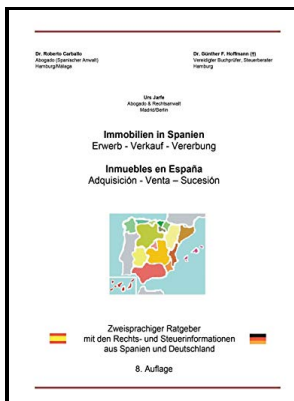 Dr. Roberto Carballo
Abogado (Spanischer Anwalt)
Hamburg/Malaga
Dr. Günther F. Hoffmann (†)
Vereidigter Buchprüfer, Steuerberater
Hamburg
Urs Jarfe
Abogado & Rechtsanwalt
Madrid/Berlin
Immobilien in Spanien
Erwerb - Verkauf - Vererbung
Inmuebles en España
Adquisición - Venta – Sucesión
Zweisprachiger Ratgeber
mit den Rechts- und Steuerinformationen
aus Spanien und Deutschland
8. Auflage